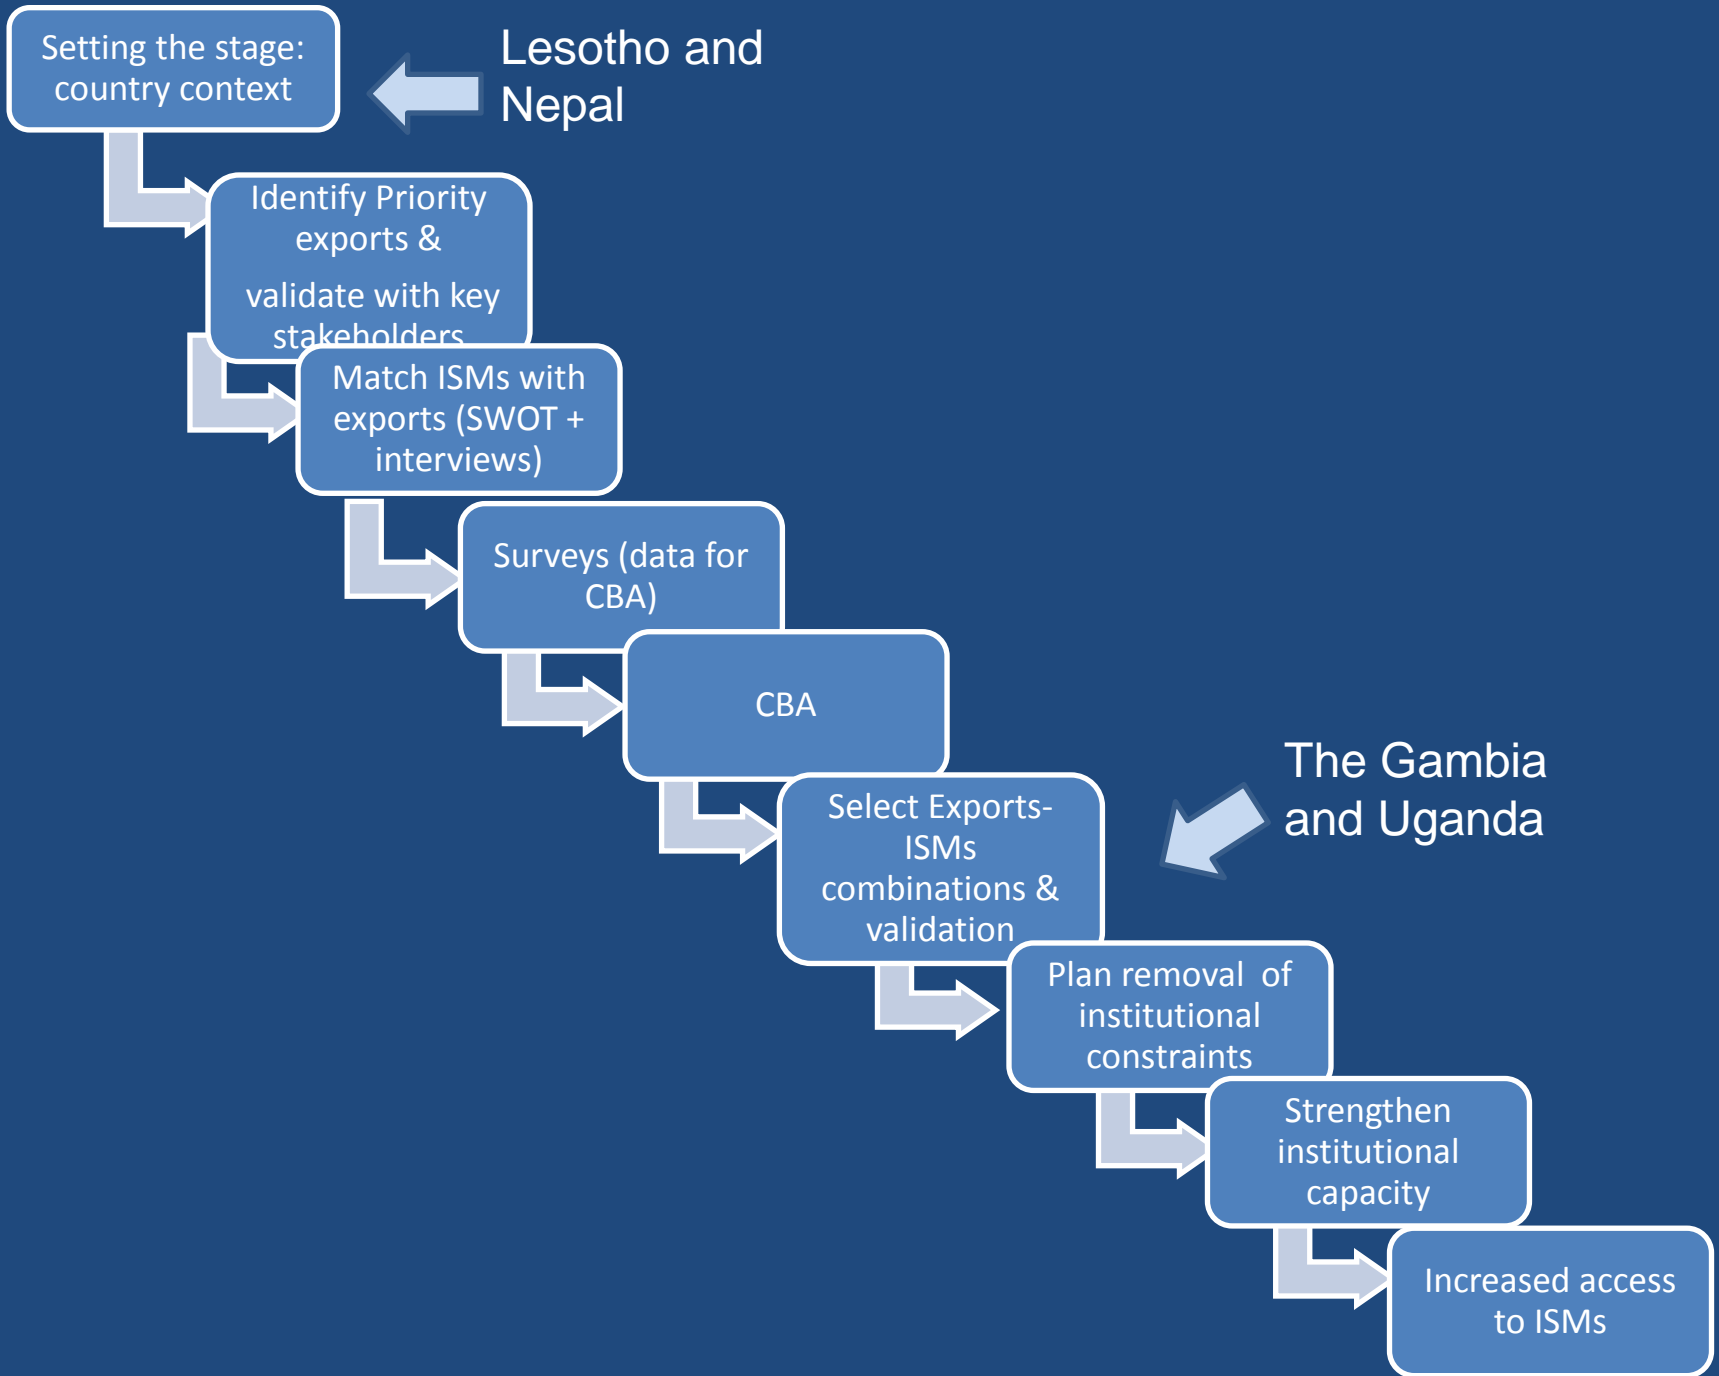 Setting the stage:
country context
Lesotho and
Nepal
Identify Priority
exports &
validate with key
stakeholders
Match ISMs with
exports (SWOT +
interviews)
Surveys (data for
CBA)
CBA
The Gambia
and Uganda
Select Exports-
ISMs
combinations &
validation
Plan removal of
institutional
constraints
Strengthen
institutional
capacity
Increased access
to ISMs